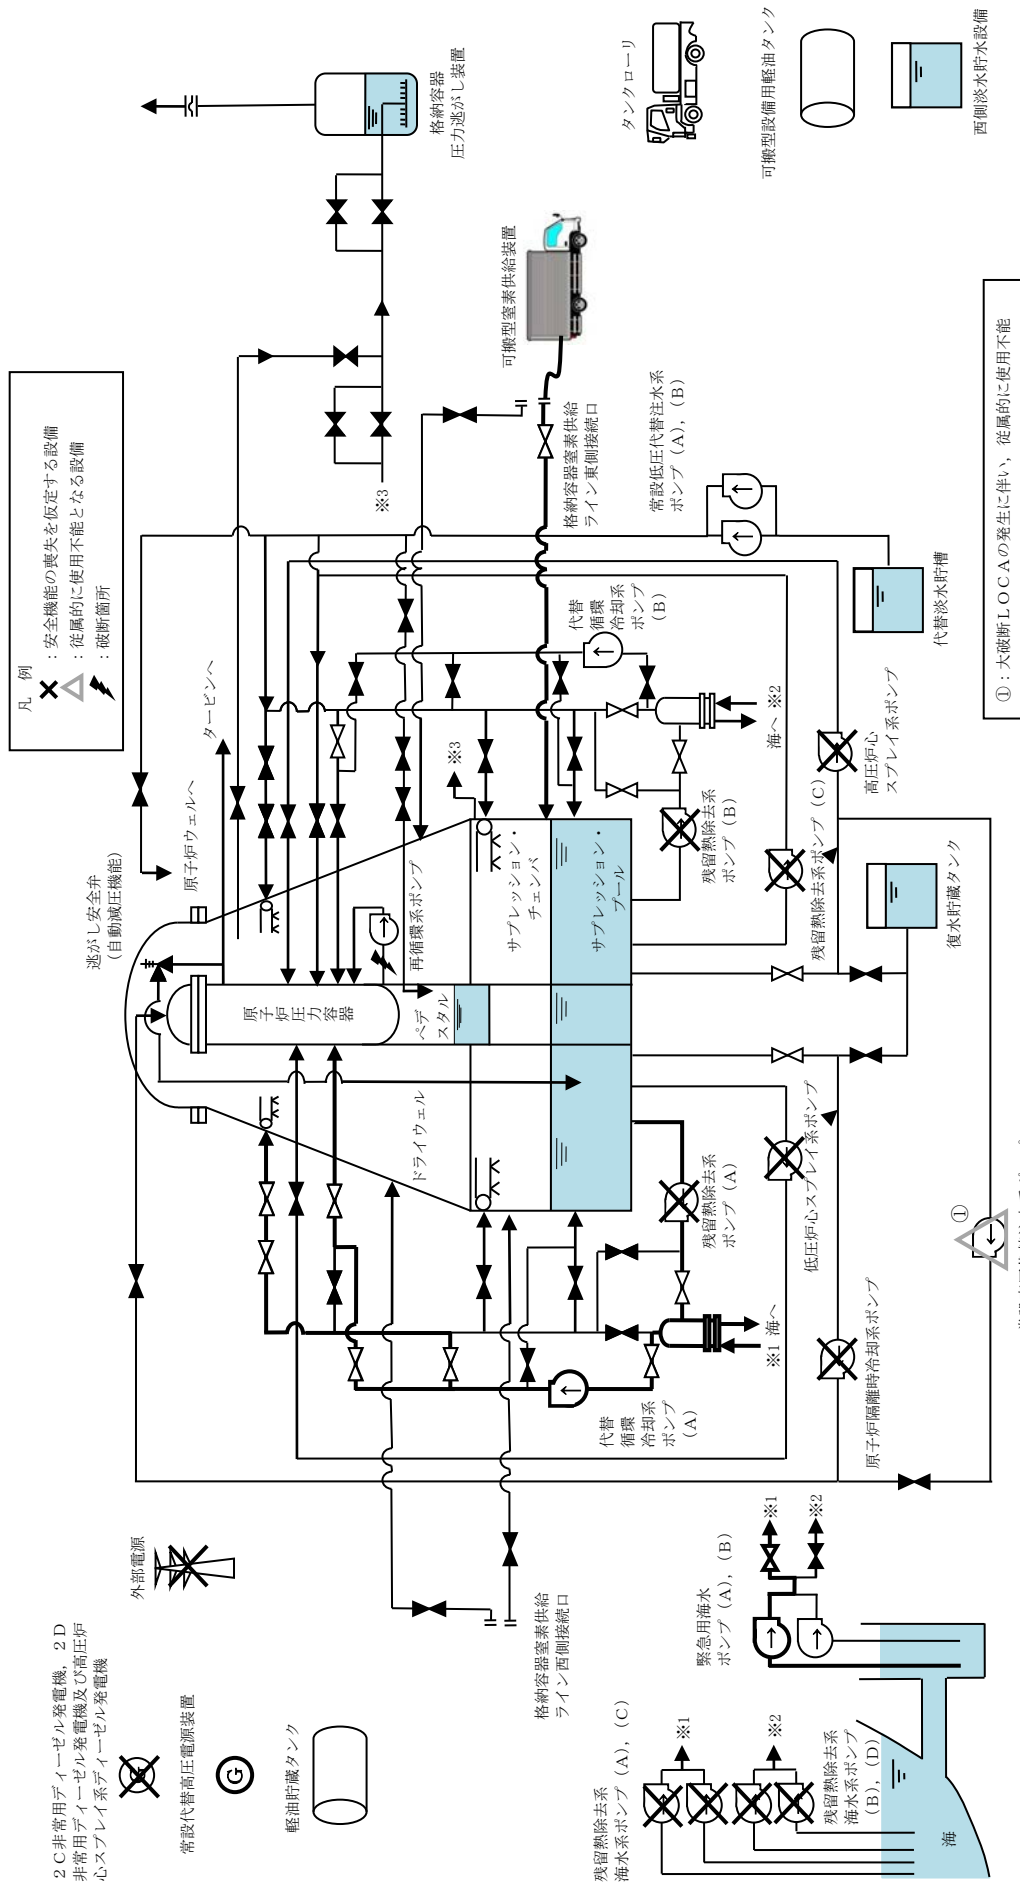 2C非常用ディーゼル発電機，2D
非常用ディーゼル発電機及び高圧炉
心スプレイ系ディーゼル発電機
G
常設代替高圧電源装置
G
軽油貯蔵タンク
外部電源
残留熱除去系
海水系ポンプ（A），（C）
※1
※2
残留熱除去系
海水系ポンプ
（B），（D）
海
緊急用海水
ポンプ（A），（B）
※1
※2
格納容器窒素供給
ライン西側接続口
代替
循環
冷却系
ポンプ
（A）
※1
海へ
残留熱除去系
ポンプ（A）
低圧炉心スプレイ系ポンプ
原子炉隔離時冷却系ポンプ
①
逃がし安全弁
（自動減圧機能）
原子炉圧力容器
ドライウェル
ペデ
スタル
再循環系ポンプ
サプレッション・
チェンバ
サプレッション・
プール
原子炉ウェルへ
タービンへ
※3
残留熱除去系
ポンプ
（B）
残留熱除去系ポンプ（C）
高圧炉心
スプレイ系ポンプ
復水貯蔵タンク
海へ
※2
代替
循環
冷却系
ポンプ
（B）
代替淡水貯槽
常設低圧代替注水系
ポンプ（A），（B）
格納容器窒素供給
ライン東側接続口
可搬型窒素供給装置
※3
格納容器
圧力逃がし装置
タンクローリ
可搬型設備用軽油タンク
西側淡水貯水設備
凡　例
：安全機能の喪失を仮定する設備
：従属的に使用不能となる設備
：破断箇所
①：大破断LOCAの発生に伴い，従属的に使用不能